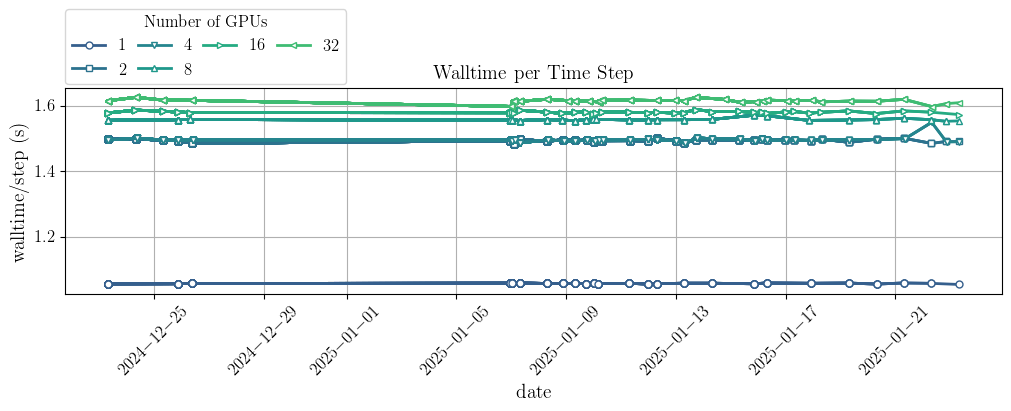 Number of GPUs
1 4 16 32
2 8
Walltime per Time Step
walltime/step (s)
1.6
1.4
1.2
2024−12−25 2024−12−29 2025−01−01 2025−01−05 2025−01−09 2025−01−13 2025−01−17 2025−01−21
date